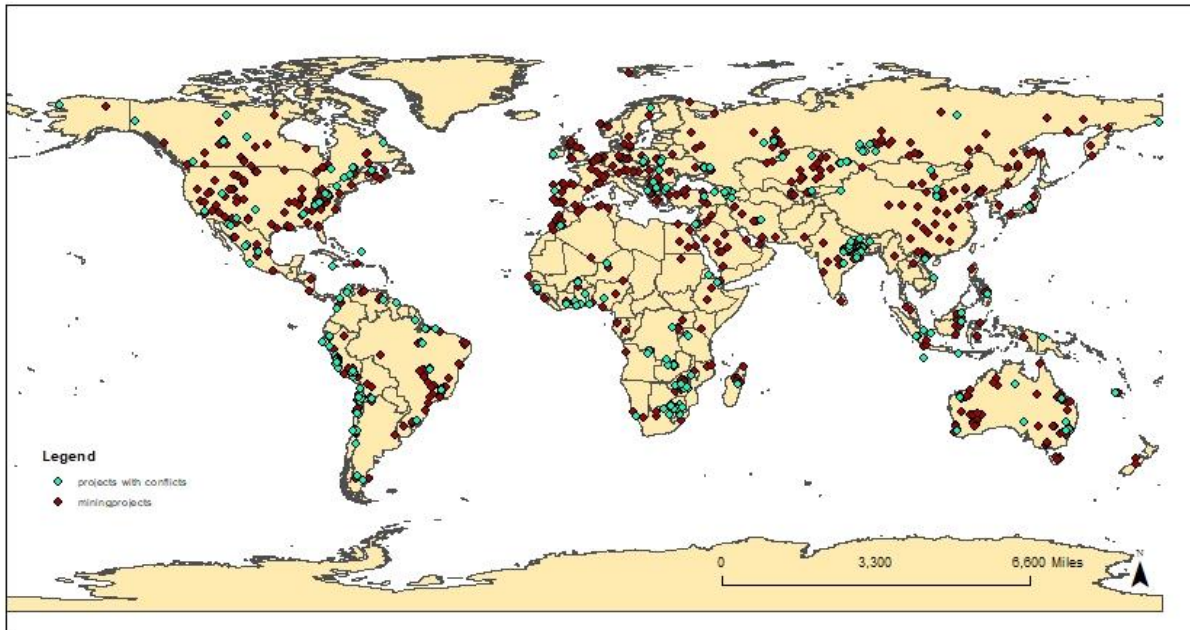 Legend
projects with conflicts
miningprojects
0 3,300 6,600 Miles
N